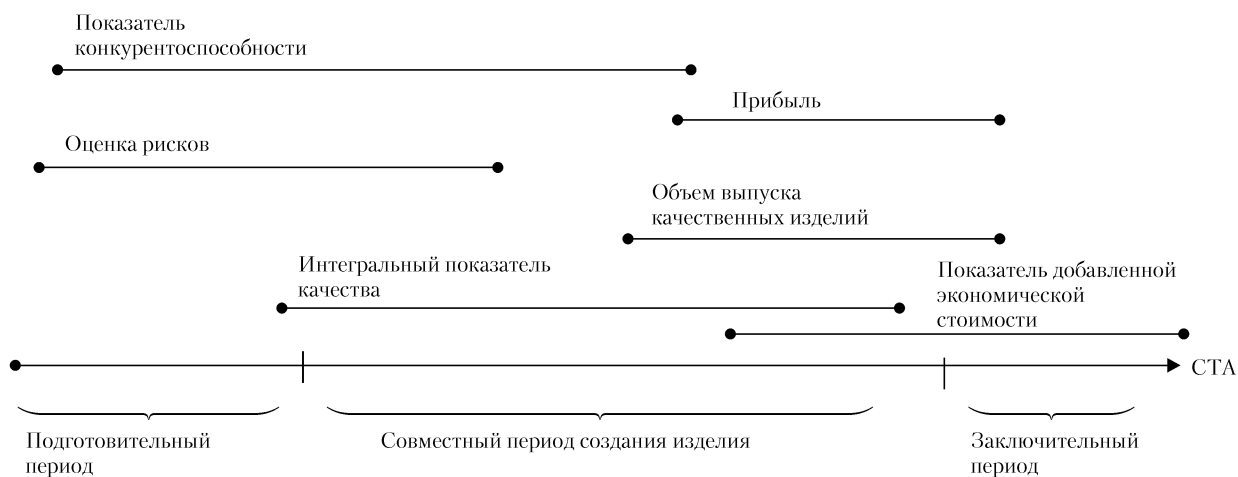 Показатель
конкурентоспособности
Прибыль
Оценка рисков
Объем выпуска
качественных изделий
Интегральный показатель
качества
Показатель добавленной
экономической
стоимости
СТА
Подготовительный
период
Совместный период создания изделия
Заключительный
период